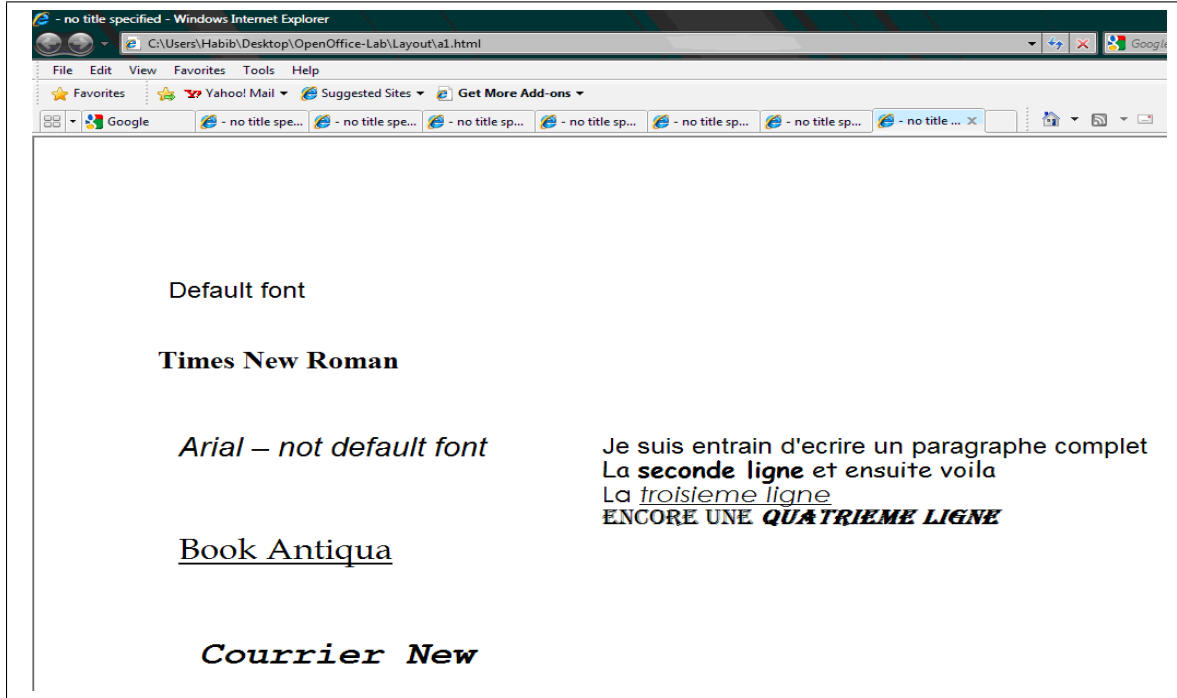 - no title specified - Windows Internet Explorer
C:\Users\Habib\Desktop\OpenOffice-Lab\Layout\a1.html Google
File Edit View Favorites Tools Help
Favorites Yahoo! Mail Suggested Sites Get More Add-ons
Google - no title spe... - no title spe... - no title sp... - no title sp... - no title sp... - no title sp... - no title ...
Default font
Times New Roman
Arial – not default font
Book Antiqua
Courrier New
Je suis entrain d'ecrire un paragraphe complet
La seconde ligne et ensuite voila
La troisieme ligne
ENCORE UNE QUATRIEME LIGNE